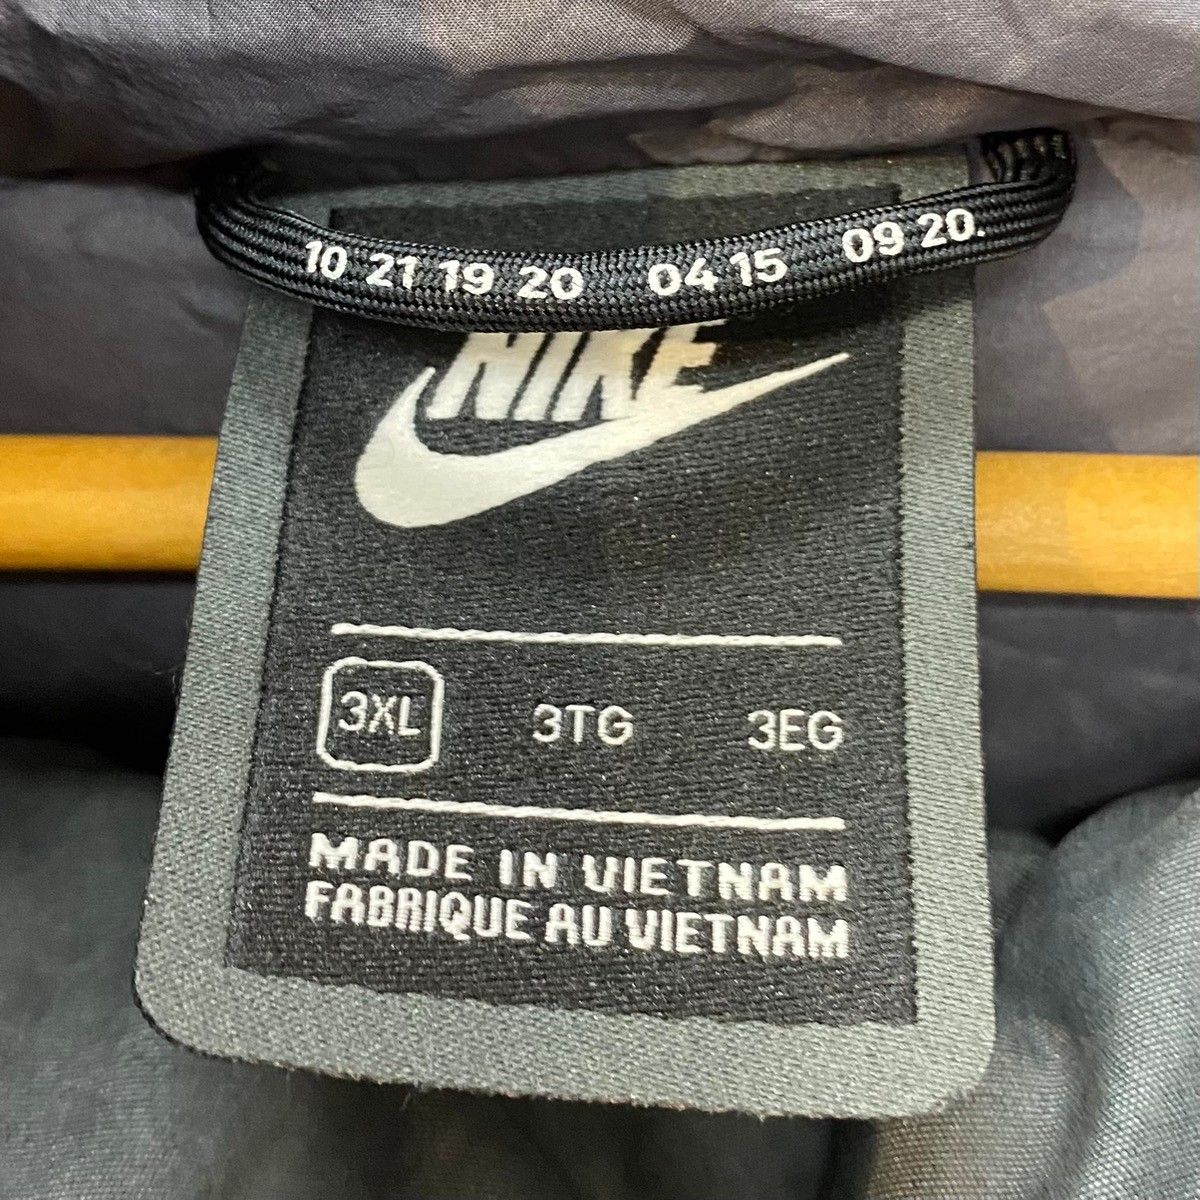 10 21 19 20 04 15 09 20.
NIKE
3XL 3TG 3EG
MADE IN VIETNAM
FABRIQUE AU VIETNAM